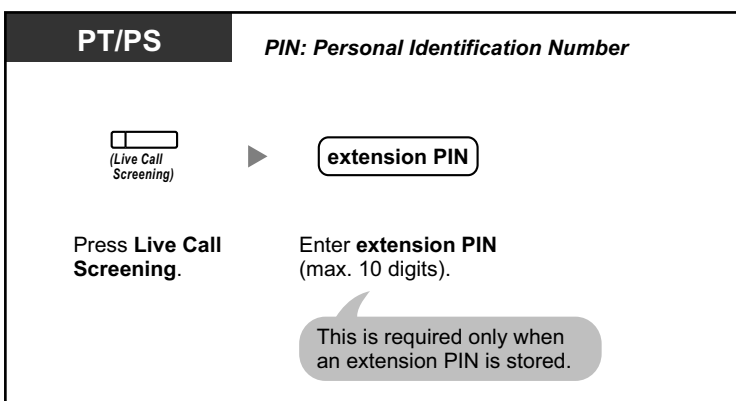 PT/PS
PIN: Personal Identification Number
(Live Call
Screening)
extension PIN
Press Live Call
Screening.
Enter extension PIN
(max. 10 digits).
This is required only when
an extension PIN is stored.